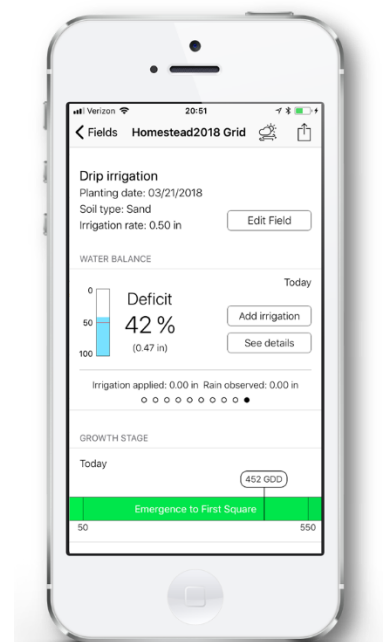 Verizon 20:51
Fields Homestead2018 Grid
Drip irrigation
Planting date: 03/21/2018
Soil type: Sand
Irrigation rate: 0.50 in
Edit Field
WATER BALANCE
Today
0
50
100
Deficit
42 %
(0.47 in)
Add irrigation
See details
Irrigation applied: 0.00 in Rain observed: 0.00 in
GROWTH STAGE
Today
452 GDD
Emergence to First Square
50 550